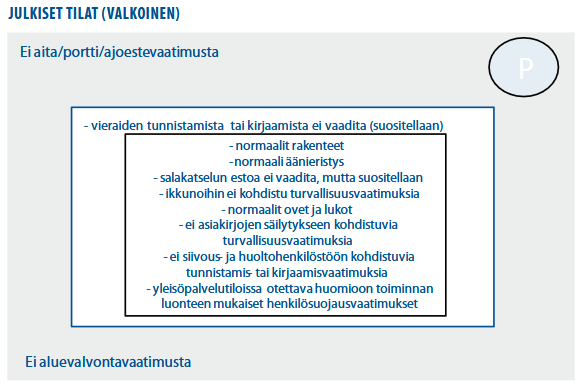 JULKISET TILAT (VALKOINEN)
Ei aita/portti/ajoestevaatimusta
P
- vieraiden tunnistamista tai kirjaamista ei vaadita (suositellaan)
- normaalit rakenteet
-normaali äänieristys
- salakatselun estoa ei vaadita, mutta suositellaan
- ikkunoihin ei kohdistu turvallisuusvaatimuksia
- normaalit ovet ja lukot
- ei asiakirjojen säilytykseen kohdistuvia
turvallisuusvaatimuksia
- ei siivous- ja huoltohenkilöstöön kohdistuvia
tunnistamis- tai kirjaamisvaatimuksia
- yleisöpalvelutiloissa otettava huomioon toiminnan
luonteen mukaiset henkilösuojausvaatimukset
Ei aluevalvontavaatimusta